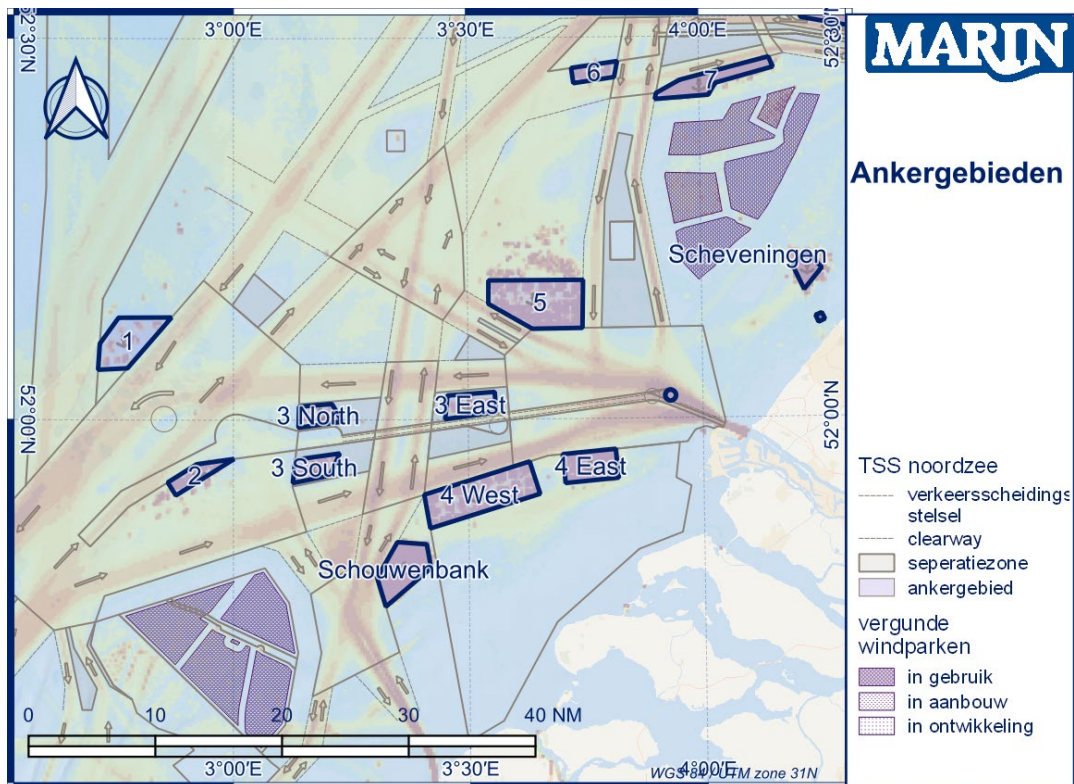 3°00'E 3°30'E 4°00'E
52°30'N
52°30'N
MARIN
Ankergebieden
6
7
Scheveningen
5
1
52°00'N
52°00'N
3 North
3 East
2
3 South
4 East
4 West
Schouwenbank
TSS noordzee
verkeersscheidings
stelsel
clearway
seperatiezone
ankergebied
vergunde
windparken
in gebruik
in aanbouw
in ontwikkeling
0 10 20 30 40 NM
3°00'E 3°30'E 4°00'E
WGS 84 / UTM zone 31N